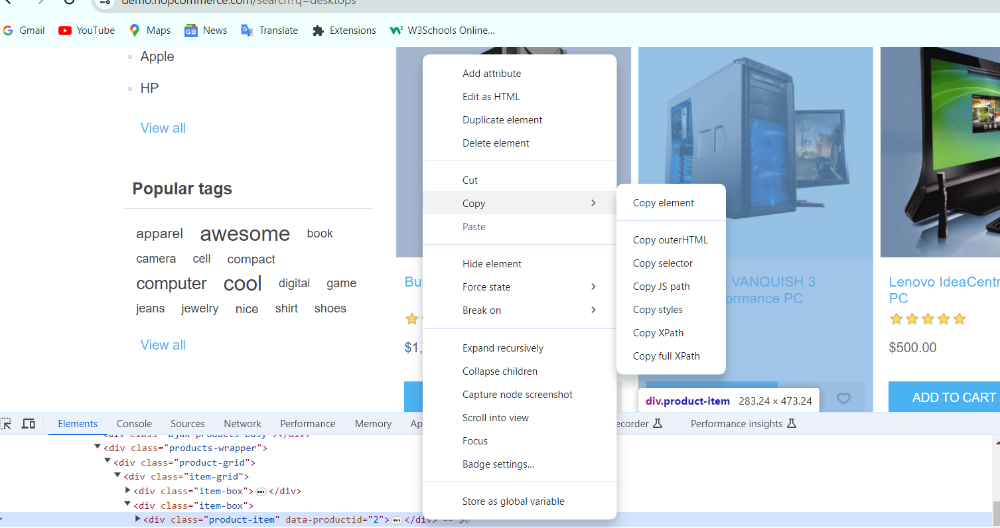 demo.nopcommerce.com/search?q=desktops
Gmail YouTube Maps News Translate Extensions W3Schools Online...
Apple
HP
View all
Popular tags
apparel awesome book
camera cell compact
computer cool digital game
jeans jewelry nice shirt shoes
View all
Add attribute
Edit as HTML
Duplicate element
Delete element
Cut
Copy
Paste
Hide element
Force state
Break on
Expand recursively
Collapse children
Capture node screenshot
Scroll into view
Focus
Badge settings...
Store as global variable
Copy element
Copy outerHTML
Copy selector
Copy JS path
Copy styles
Copy XPath
Copy full XPath
Bu
$1,
VANQUISH 3
ormance PC
Lenovo IdeaCentr
PC
$500.00
ADD TO CART
div.product-item 283.24 × 473.24
Elements Console Sources Network Performance Memory Ap ecorder Performance insights
<div class="ajax-products-busy"></div>
<div class="products-wrapper">
<div class="product-grid">
<div class="item-grid">
<div class="item-box"> ... </div>
<div class="item-box">
<div class="product-item" data-productid="2"> ... </div> == $0